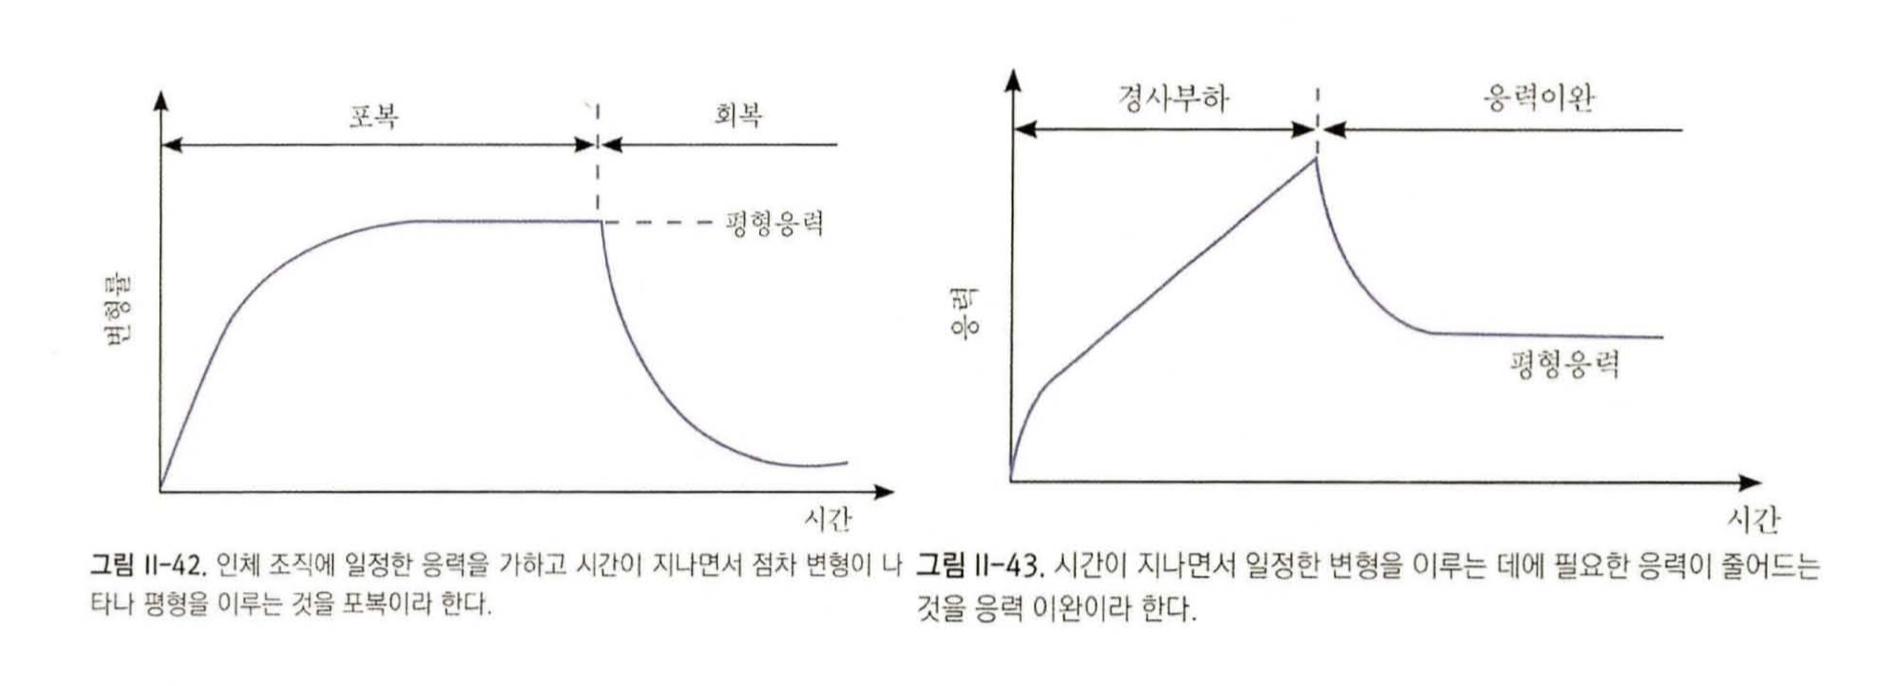 포복
회복
평형응력
변형률
시간
그림 II-42. 인체 조직에 일정한 응력을 가하고 시간이 지나면서 점차 변형이 나
타나 평형을 이루는 것을 포복이라 한다.
경사부하
응력이완
응력
평형응력
시간
그림 II-43. 시간이 지나면서 일정한 변형을 이루는 데에 필요한 응력이 줄어드는
것을 응력 이완이라 한다.